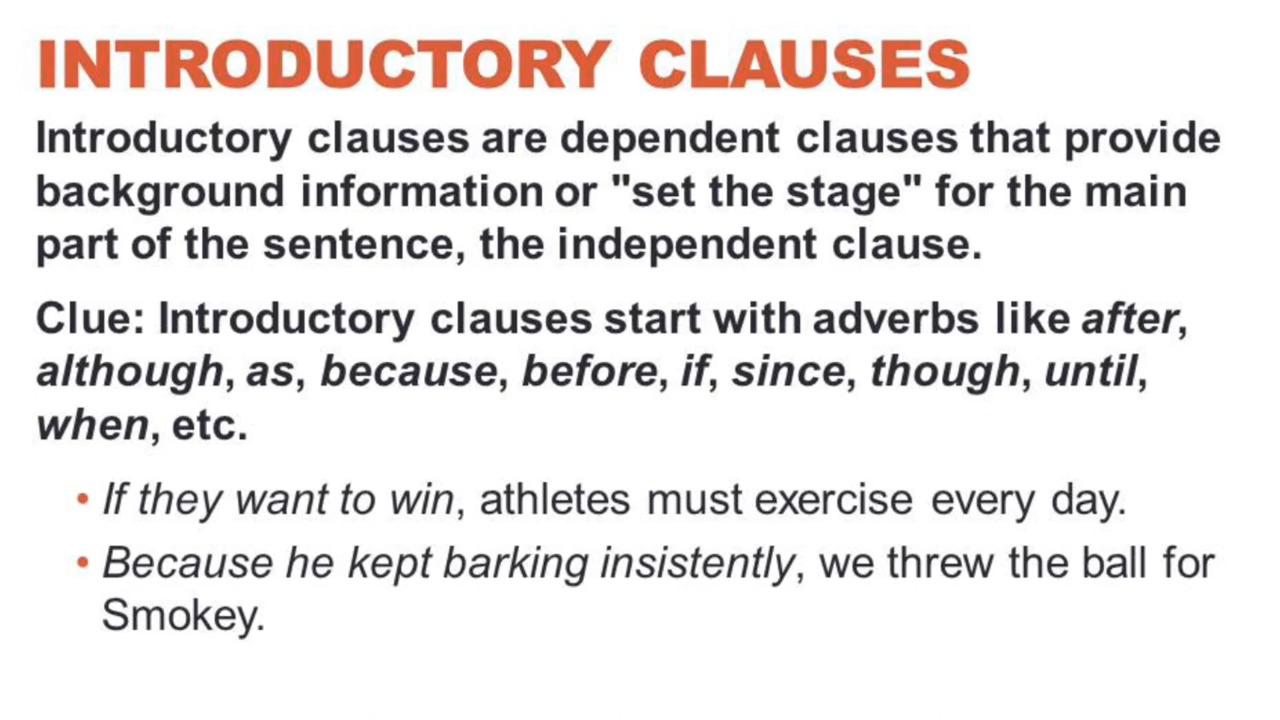 INTRODUCTORY CLAUSES
Introductory clauses are dependent clauses that provide
background information or "set the stage" for the main
part of the sentence, the independent clause.
Clue: Introductory clauses start with adverbs like after,
although, as, because, before, if, since, though, until,
when, etc.
• If they want to win, athletes must exercise every day.
• Because he kept barking insistently, we threw the ball for
Smokey.